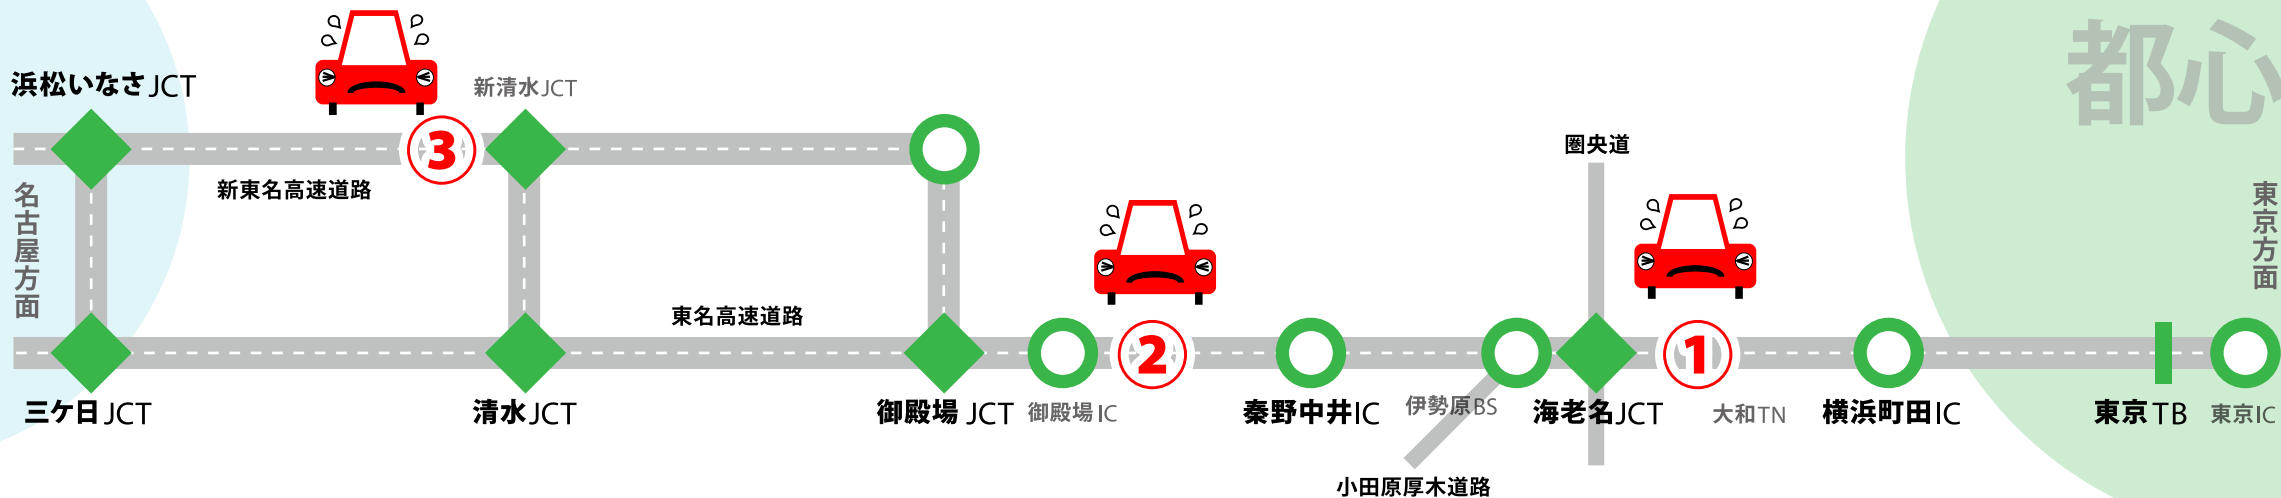 都心
浜松いなさJCT
新清水JCT
圏央道
③
新東名高速道路
名古屋方面
東京方面
東名高速道路
②
①
三ケ日JCT
清水JCT
御殿場 JCT
御殿場IC
秦野中井IC
伊勢原BS
海老名JCT
大和TN
横浜町田IC
東京TB
東京IC
小田原厚木道路